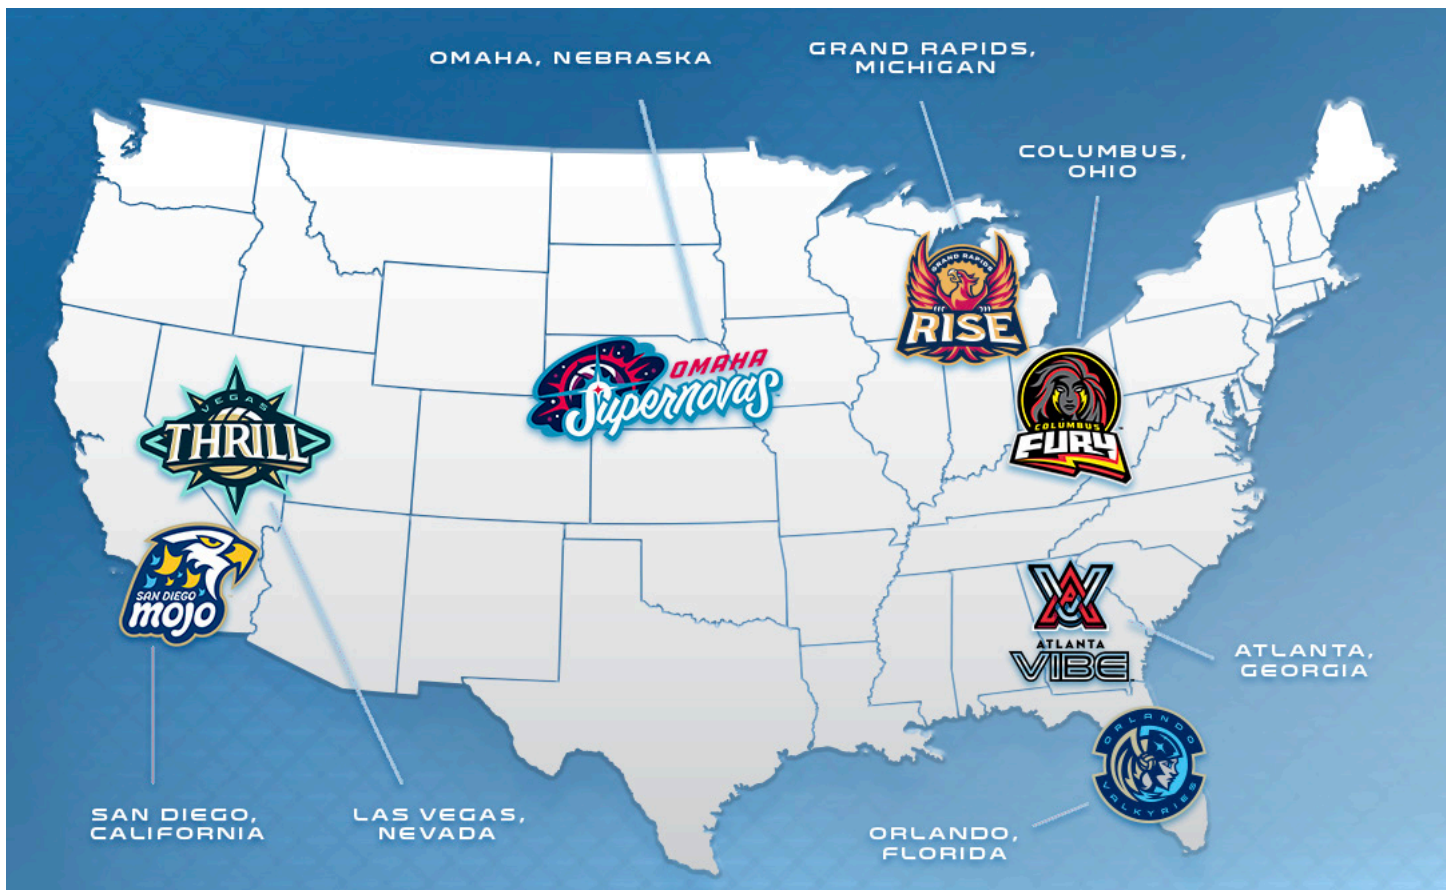 OMAHA, NEBRASKA
GRAND RAPIDS,
MICHIGAN
COLUMBUS,
OHIO
GRAND RAPIDS
RISE
OMAHA
Supernovas
VEGAS
THRILL
COLUMBUS
FURY
SAN DIEGO
mojo
ATLANTA
VIBE
ATLANTA,
GEORGIA
ORLANDO
VALKYRIES
SAN DIEGO,
CALIFORNIA
LAS VEGAS,
NEVADA
ORLANDO,
FLORIDA